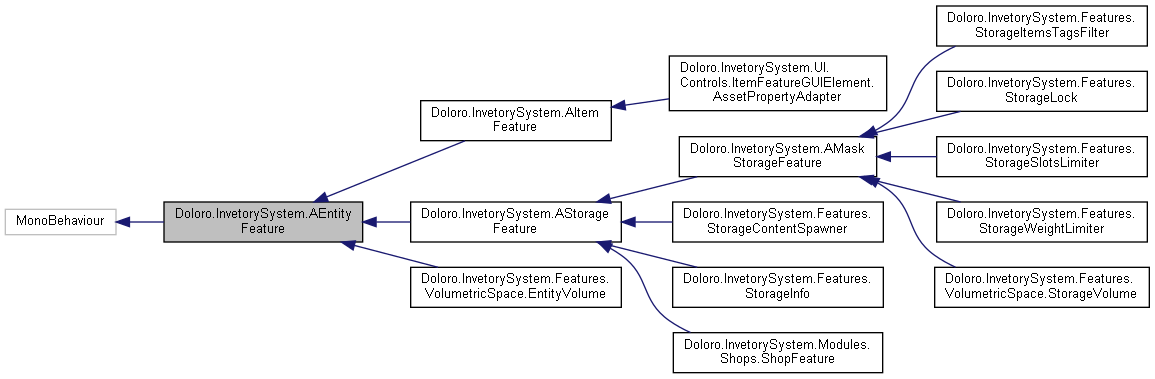 MonoBehaviour
Doloro.InvetorySystem.AEntity
Feature
Doloro.InvetorySystem.AItem
Feature
Doloro.InvetorySystem.AStorage
Feature
Doloro.InvetorySystem.Features.
VolumetricSpace.EntityVolume
Doloro.InvetorySystem.UI.
Controls.ItemFeatureGUIElement.
AssetPropertyAdapter
Doloro.InvetorySystem.AMask
StorageFeature
Doloro.InvetorySystem.Features.
StorageContentSpawner
Doloro.InvetorySystem.Features.
StorageInfo
Doloro.InvetorySystem.Modules.
Shops.ShopFeature
Doloro.InvetorySystem.Features.
StorageItemsTagsFilter
Doloro.InvetorySystem.Features.
StorageLock
Doloro.InvetorySystem.Features.
StorageSlotsLimiter
Doloro.InvetorySystem.Features.
StorageWeightLimiter
Doloro.InvetorySystem.Features.
VolumetricSpace.StorageVolume